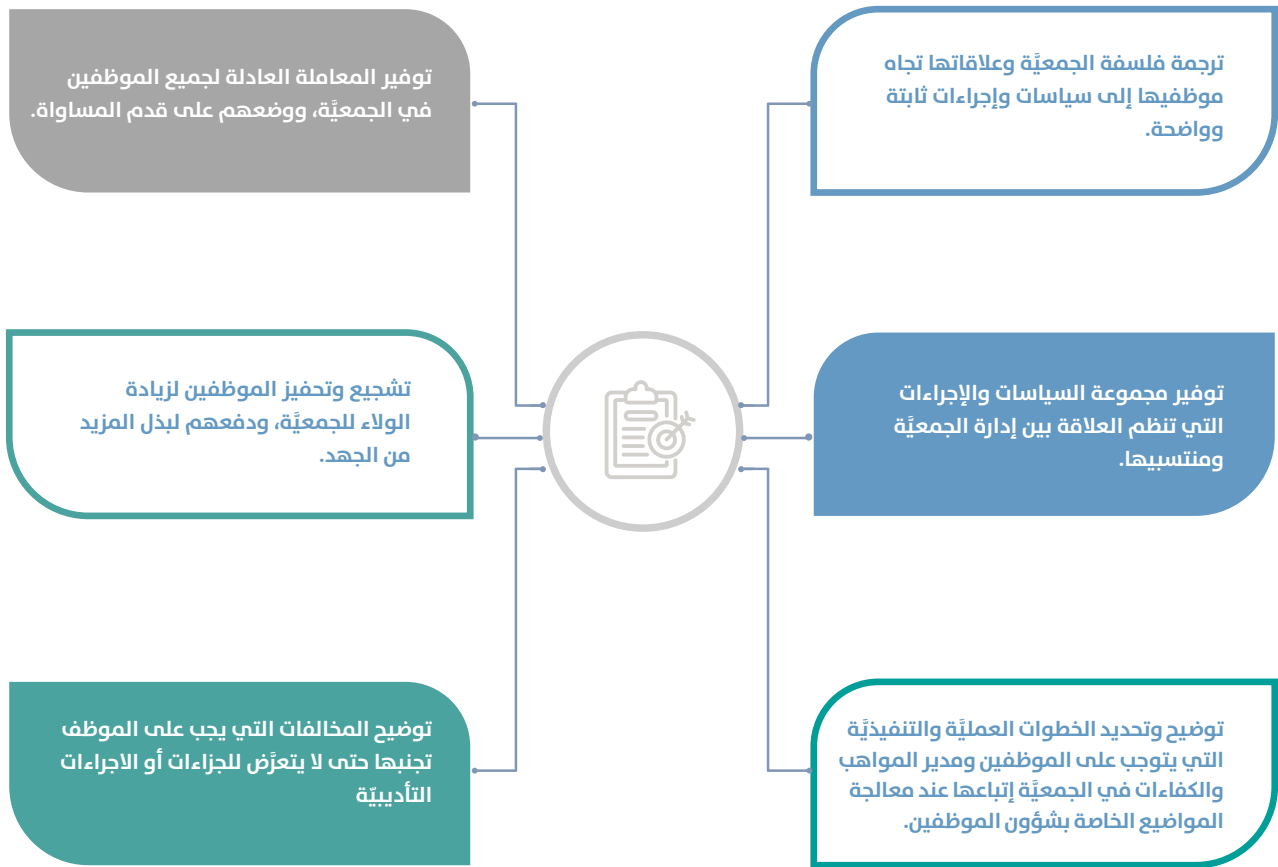 ترجمة فلسفة الجمعيَّة وعلاقاتها تجاه
موظفيها إلى سياسات وإجراءات ثابتة
وواضحة.
توفير مجموعة السياسات والإجراءات
التي تنظم العلاقة بين إدارة الجمعيَّة
ومنتسبيها.
توضيح وتحديد الخطوات العمليَّة والتنفيذيَّة
التي يتوجب على الموظفين ومدير المواهب
والكفاءات في الجمعيَّة إتباعها عند معالجة
المواضيع الخاصة بشؤون الموظفين.
توفير المعاملة العادلة لجميع الموظفين
في الجمعيَّة، ووضعهم على قدم المساواة.
تشجيع وتحفيز الموظفين لزيادة
الولاء للجمعيَّة، ودفعهم لبذل المزيد
من الجهد.
توضيح المخالفات التي يجب على الموظف
تجنبها حتى لا يتعرَّض للجزاءات أو الاجراءات
التأديبيّة